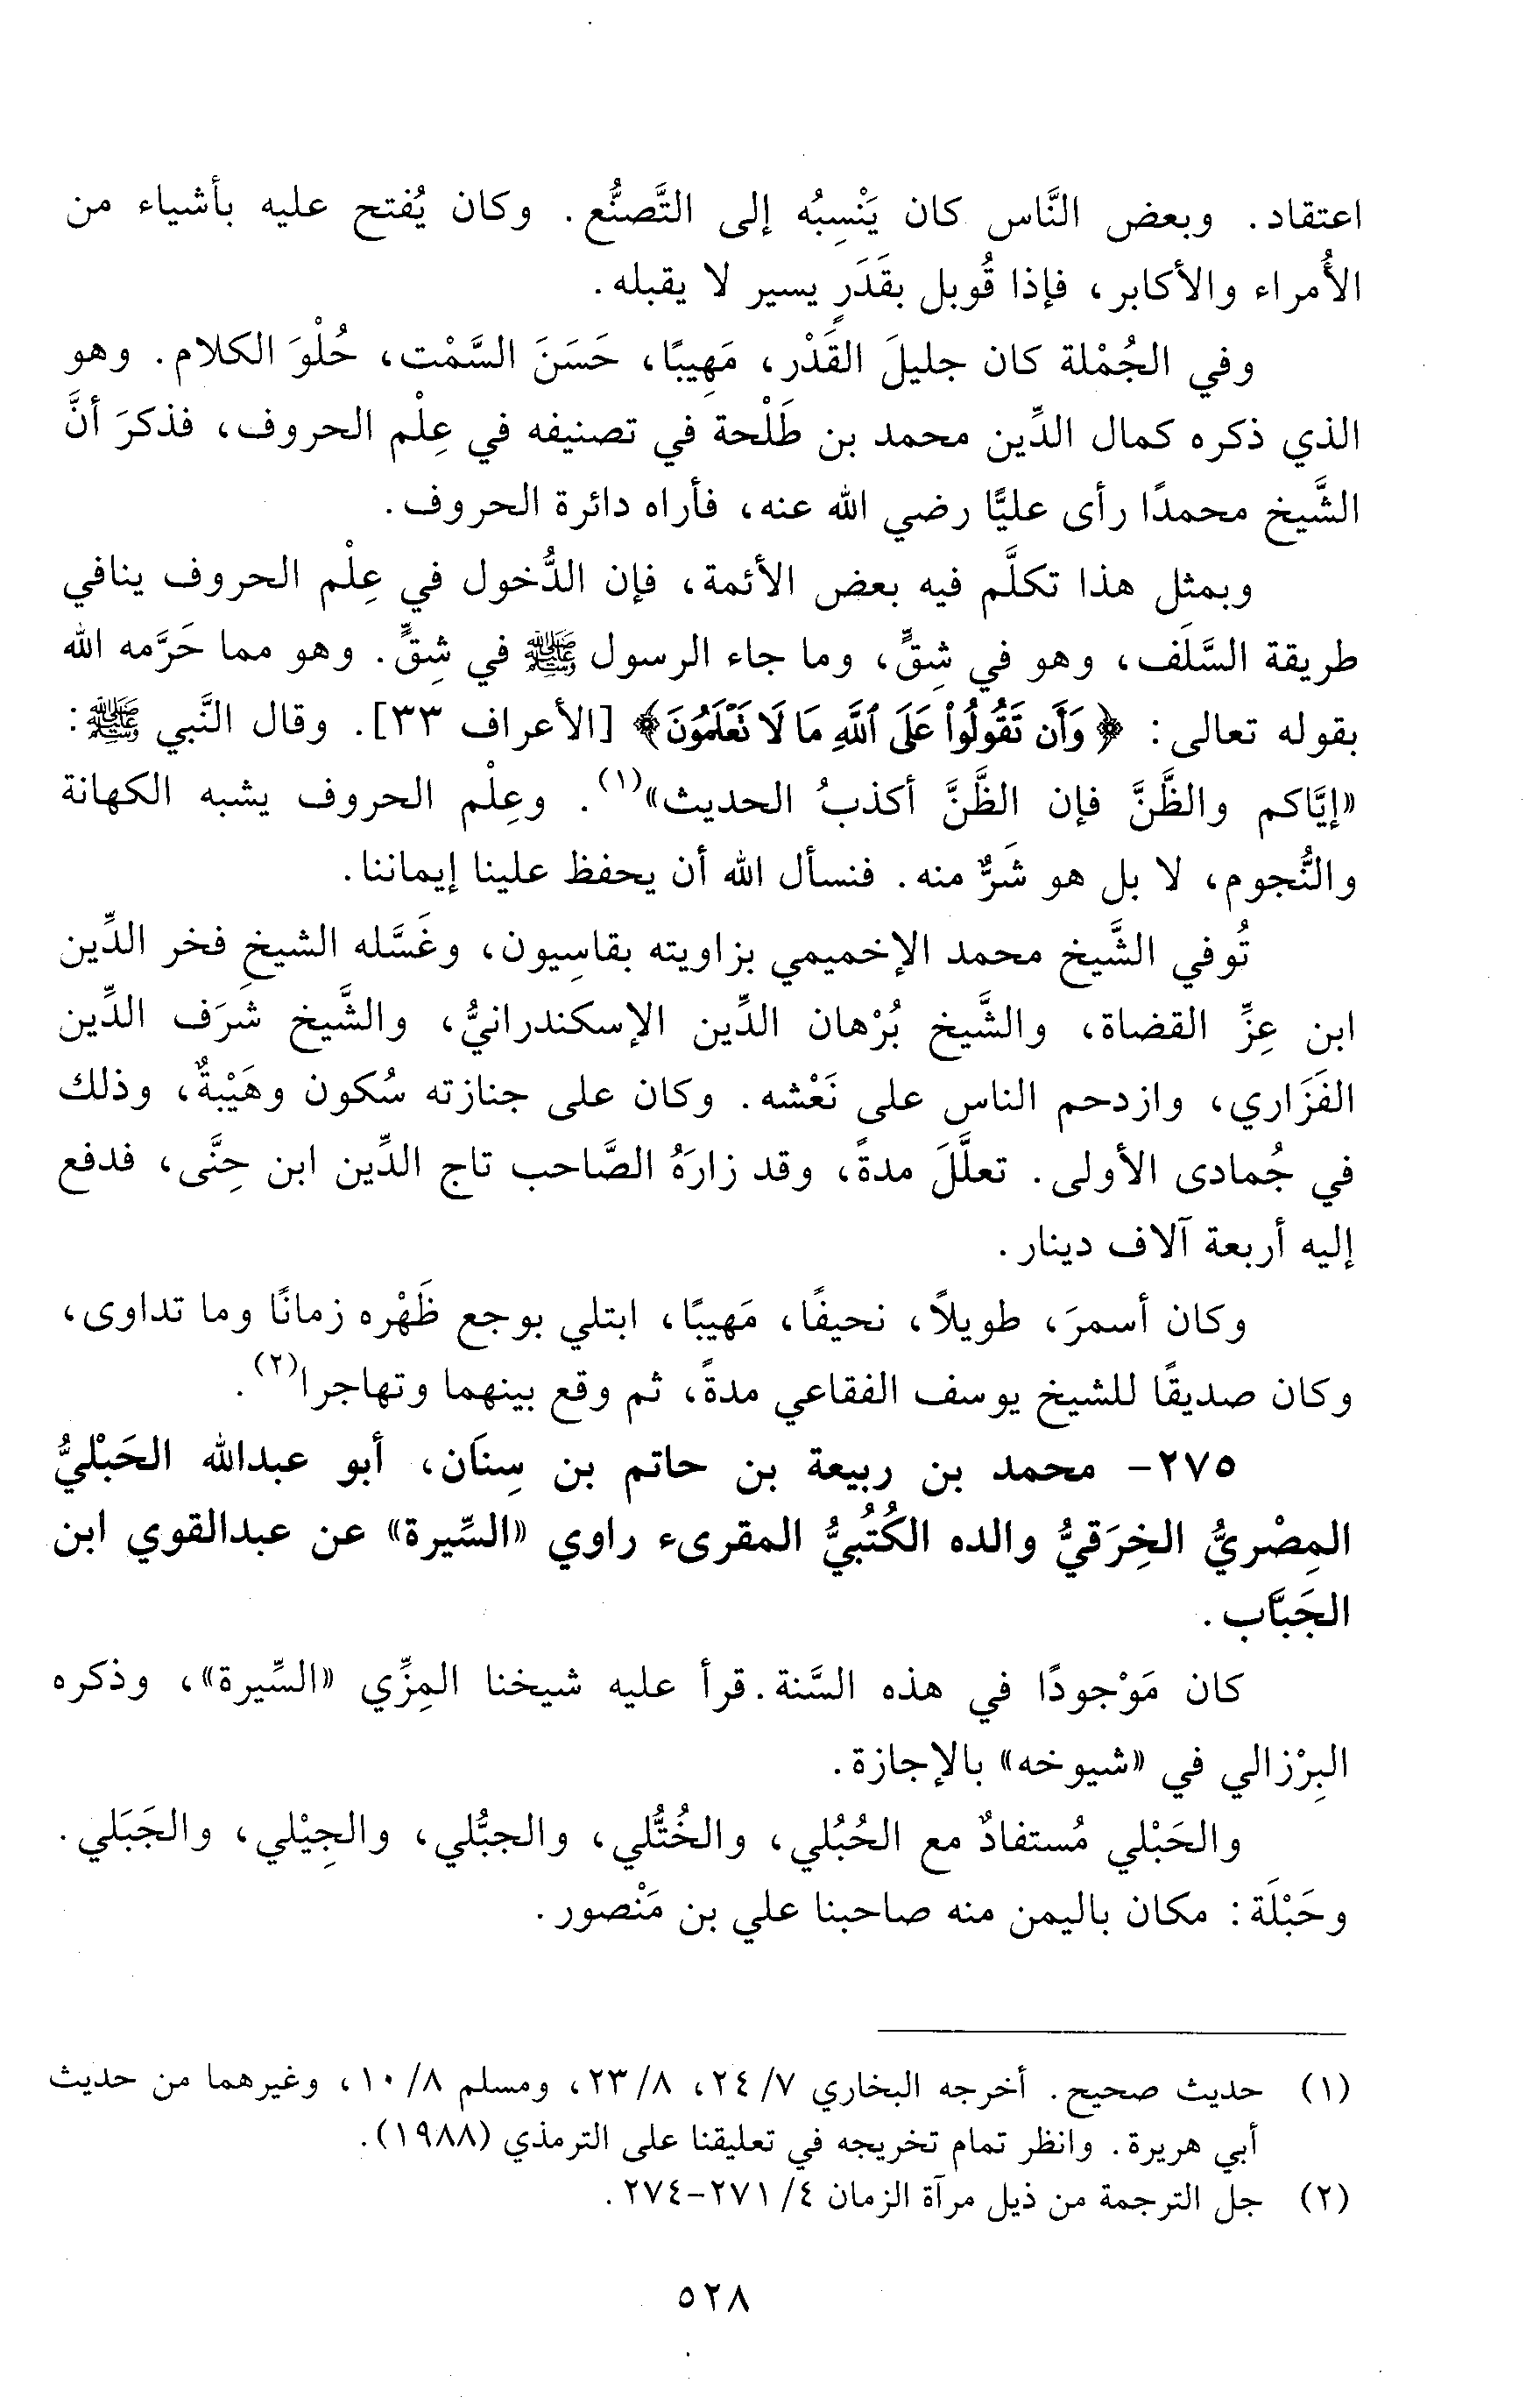 اعتقاد. وبعض النَّاس كان يَنْسِبُه إلى التَّصنُّع. وكان يُفتح عليه بأشياء من
الأُمراء والأكابر، فإذا قُوبل بقَدَرٍ يسير لا يقبله.
وفي الجُمْلة كان جليلَ القَدْر، مَهِيبًا، حَسَنَ السَّمْت، حُلْوَ الكلام. وهو
الذي ذكره كمال الدِّين محمد بن طَلْحة في تصنيفه في عِلْم الحروف، فذكرَ أنَّ
الشَّيخ محمدًا رأى عليًّا رضي الله عنه، فأراه دائرة الحروف.
وبمثل هذا تكلَّم فيه بعض الأئمة، فإن الدُّخول في عِلْم الحروف ينافي
طريقة السَّلَف، وهو في شِقٍّ، وما جاء الرسول ﷺ في شِقٍّ. وهو مما حَرَّمه الله
بقوله تعالى: ﴿وَأَن تَقُولُواْ عَلَى ٱللَّهِ مَا لَا تَعْلَمُونَ﴾ [الأعراف ٣٣]. وقال النَّبي ﷺ:
«إيَّاكم والظَّنَّ فإن الظَّنَّ أكذبُ الحديث»(١). وعِلْم الحروف يشبه الكهانة
والنُّجوم، لا بل هو شَرٌّ منه. فنسأل الله أن يحفظ علينا إيماننا.
تُوفي الشَّيخ محمد الإخميمي بزاويته بقاسِيون، وغَسَّله الشيخ فخر الدِّين
ابن عِزِّ القضاة، والشَّيخ بُرْهان الدِّين الإسكندرانيُّ، والشَّيخ شَرَف الدِّين
الفَزَاري، وازدحم الناس على نَعْشه. وكان على جنازته سُكون وهَيْبةٌ، وذلك
في جُمادى الأولى. تعلَّلَ مدةً، وقد زارَهُ الصَّاحب تاج الدِّين ابن حِنَّى، فدفع
إليه أربعة آلاف دينار.
وكان أسمرَ، طويلاً، نحيفًا، مَهيبًا، ابتلي بوجع ظَهْره زمانًا وما تداوى،
وكان صديقًا للشيخ يوسف الفقاعي مدةً، ثم وقع بينهما وتهاجرا(٢).
٢٧٥- محمد بن ربيعة بن حاتم بن سِنَان، أبو عبدالله الحَبْليُّ
المِصْريُّ الخِرَقيُّ والده الكُتُبيُّ المقرىء راوي «السِّيرة» عن عبدالقوي ابن
الجَبَّاب.
كان مَوْجودًا في هذه السَّنة. قرأ عليه شيخنا المِزِّي «السِّيرة»، وذكره
البِرْزالي في «شيوخه» بالإجازة.
والحَبْلي مُستفادٌ مع الحُبُلي، والخُتُّلي، والجبُّلي، والجِيْلي، والجَبَلي.
وحَبْلَة: مكان باليمن منه صاحبنا علي بن مَنْصور.
(١) حديث صحيح. أخرجه البخاري ٧/ ٢٤، ٨/ ٢٣، ومسلم ٨/ ١٠، وغيرهما من حديث
أبي هريرة. وانظر تمام تخريجه في تعليقنا على الترمذي (١٩٨٨).
(٢) جل الترجمة من ذيل مرآة الزمان ٤/ ٢٧١-٢٧٤.
٥٢٨